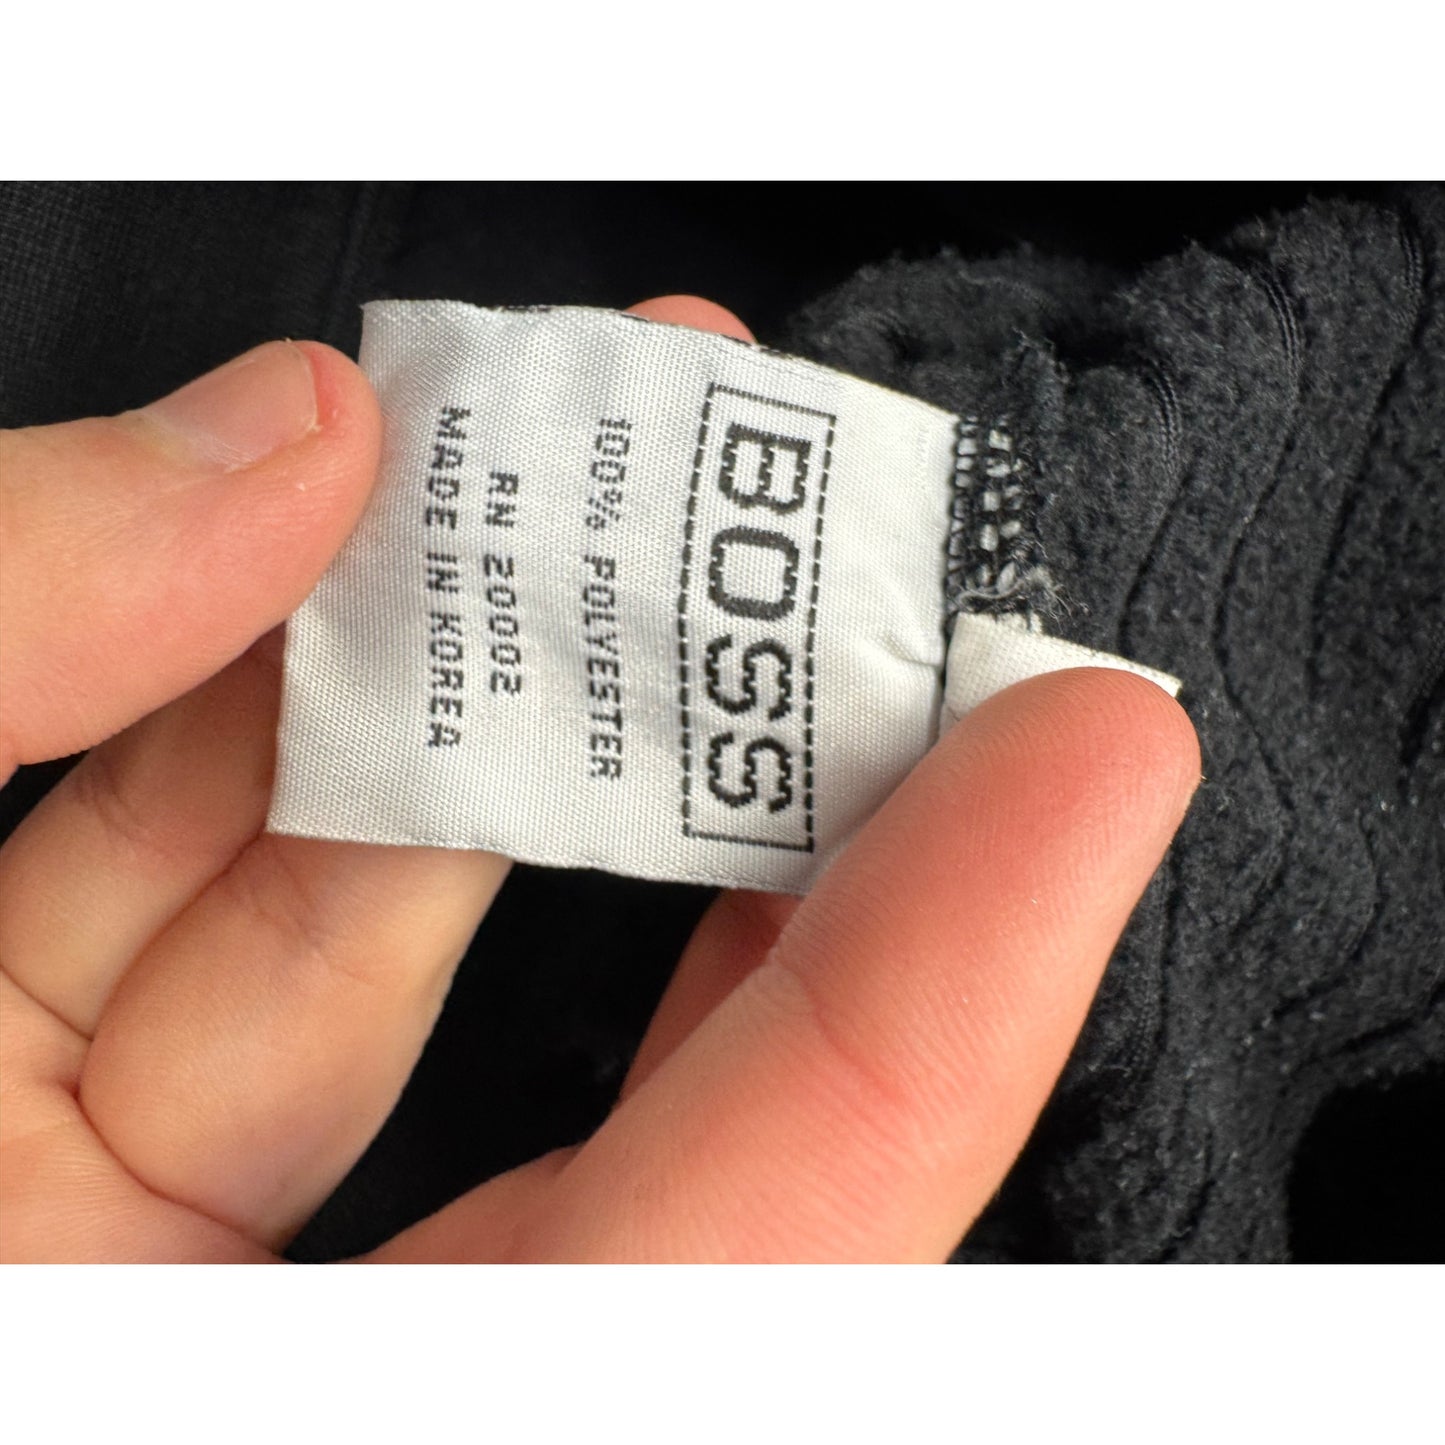 BOSS
100% POLYESTER
RN 20002
MADE IN KOREA